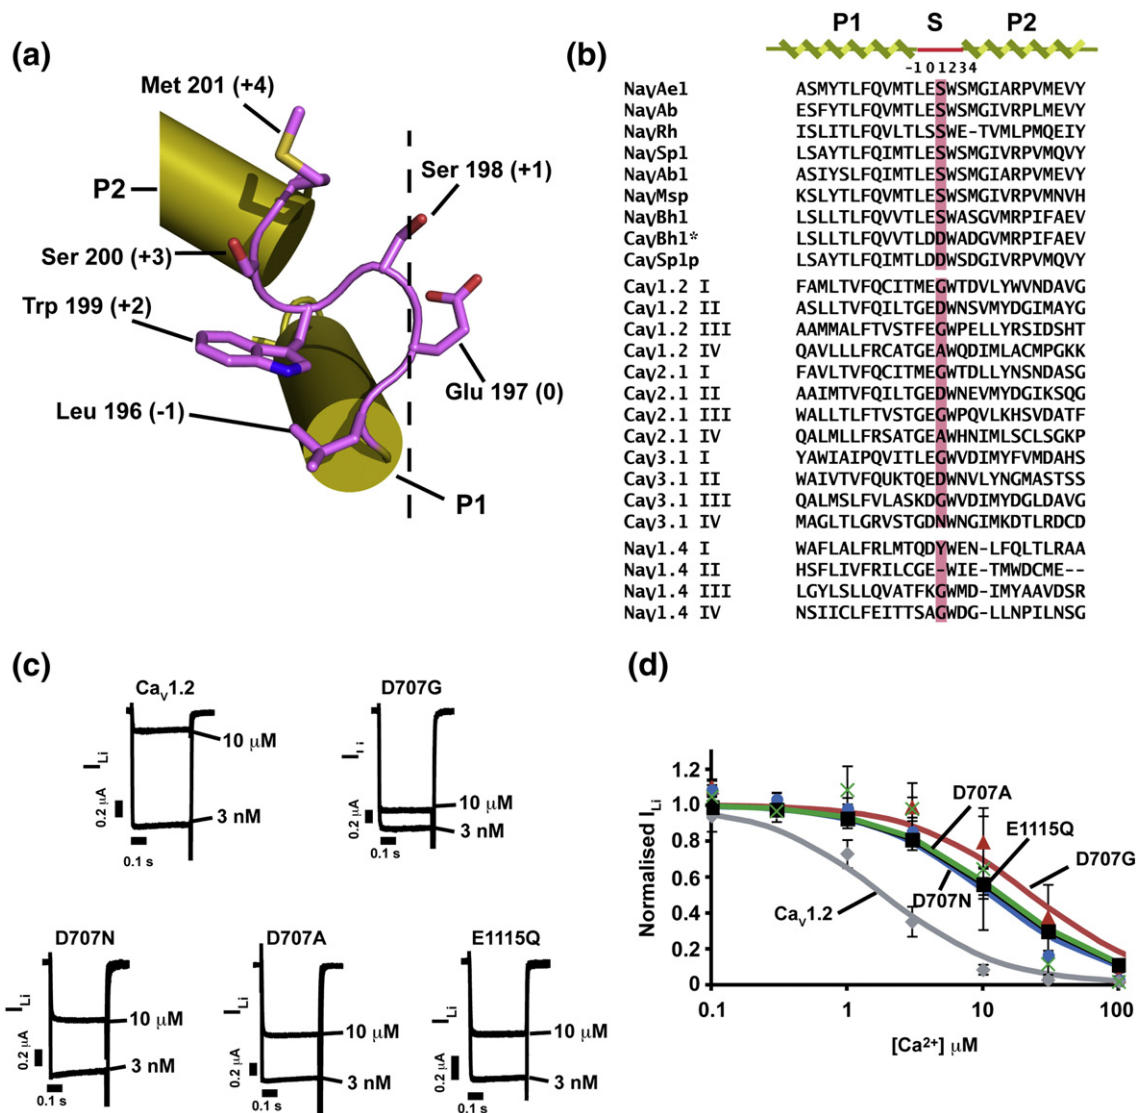 (a)
Met 201 (+4)
Ser 198 (+1)
P2
Ser 200 (+3)
Trp 199 (+2)
Glu 197 (0)
Leu 196 (-1)
P1
(b)
P1 S P2
-1 0 1 2 3 4
NaVAe1 ASMYTLFQVMTLESWSMGIARPVMEVY
NaVAb ESFYTLFQVMTLESWSMGIVRPLMEVY
NaVRh ISLITLFQVLTLSSWE-TVMLPMQEIY
NaVSp1 LSAYTLFQIMTLESWSMGIVRPVMQVY
NaVAb1 ASIYSLFQIMTLESWSMGIARPVMEVY
NaVMsp KSLYTLFQVMTLESWSMGIVRPVMNVH
NaVBh1 LSLLTLFQVVTLESWASGVMRPIFAEV
CaVBh1* LSLLTLFQVVTLDDWADGVMRPIFAEV
CaVSp1p LSAYTLFQIMTLDDWSDGIVRPVMQVY
CaV1.2 I FAMLTVFQCITMEGWTDVLYWVNDAVG
CaV1.2 II ASLLTVFQILTGEDWNSVMYDGIMAYG
CaV1.2 III AAMMALFTVSTFEGWPELLYRSIDSHT
CaV1.2 IV QAVLLLFRCATGEAWQDIMLACMPGKK
CaV2.1 I FAVLTVFQCITMEGWTDLLYNSNDASG
CaV2.1 II AAIMTVFQILTGEDWNEVMYDGIKSQG
CaV2.1 III WALLTLFTVSTGEGWPQVLKHSVDATF
CaV2.1 IV QALMLLFRSATGEAWHNIMLSCLSGKP
CaV3.1 I YAWIAIPQVITLEGWVDIMYFVMDAHS
CaV3.1 II WAIVTVFQUKTQEDWNVLYNGMASTSS
CaV3.1 III QALMSLFVLASKDGWVDIMYDGLDAVG
CaV3.1 IV MAGLTLGRVSTGDNWNGIMKDTLRDCD
NaV1.4 I WAFLALFRLMTQDYWEN-LFQLTLRAA
NaV1.4 II HSFLIVFRILCGE-WIE-TMWDCME--
NaV1.4 III LGYLSLLQVATFKGWMD-IMYAAVDSR
NaV1.4 IV NSIICLFEITTSAGWDG-LLNPILNSG
(c)
CaV1.2
10 µM
ILi
3 nM
0.2 µA
0.1 s
D707G
ILi
10 µM
3 nM
0.2 µA
0.1 s
D707N
ILi
10 µM
3 nM
0.2 µA
0.1 s
D707A
ILi
10 µM
3 nM
0.2 µA
0.1 s
E1115Q
ILi
10 µM
3 nM
0.2 µA
0.1 s
(d)
Normalised ILi
1.2
1.0
0.8
0.6
0.4
0.2
0
D707A
E1115Q
D707G
D707N
CaV1.2
0.1 1 10 100
[Ca2+] µM